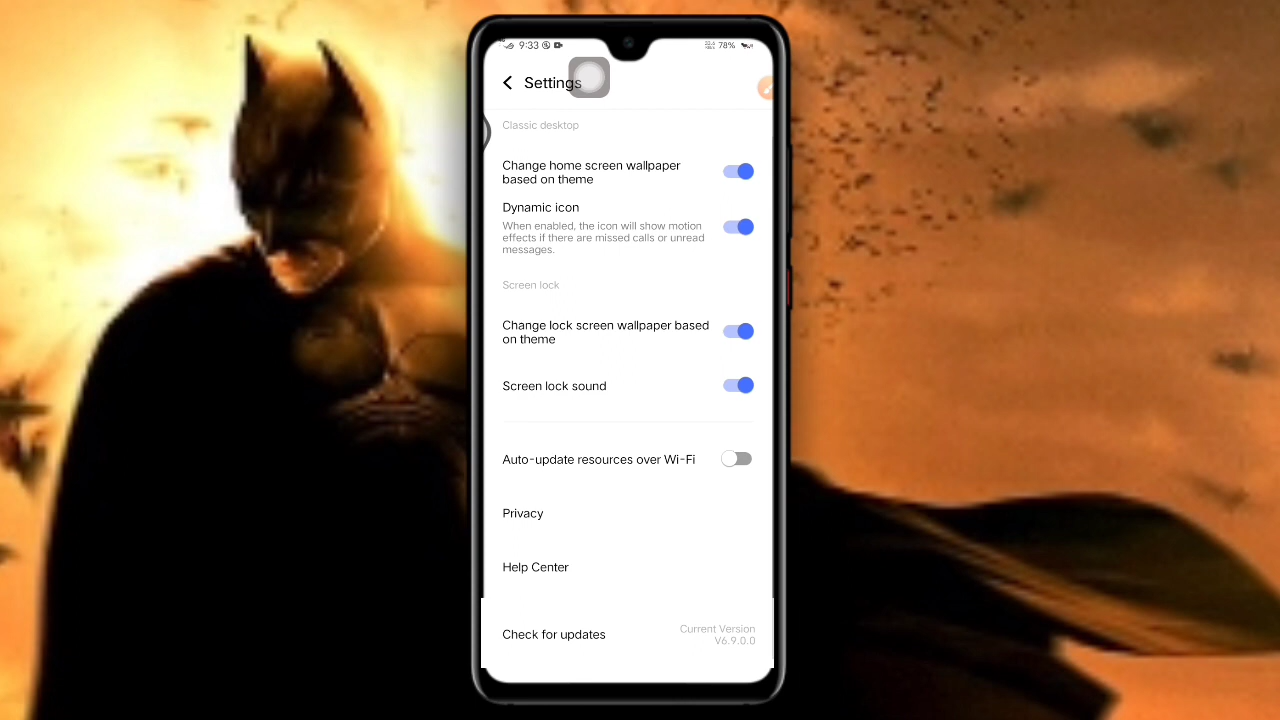 9:33 78%
Settings
Classic desktop
Change home screen wallpaper
based on theme
Dynamic icon
When enabled, the icon will show motion
effects if there are missed calls or unread
messages.
Screen lock
Change lock screen wallpaper based
on theme
Screen lock sound
Auto-update resources over Wi-Fi
Privacy
Help Center
Check for updates
Current Version
V6.9.0.0